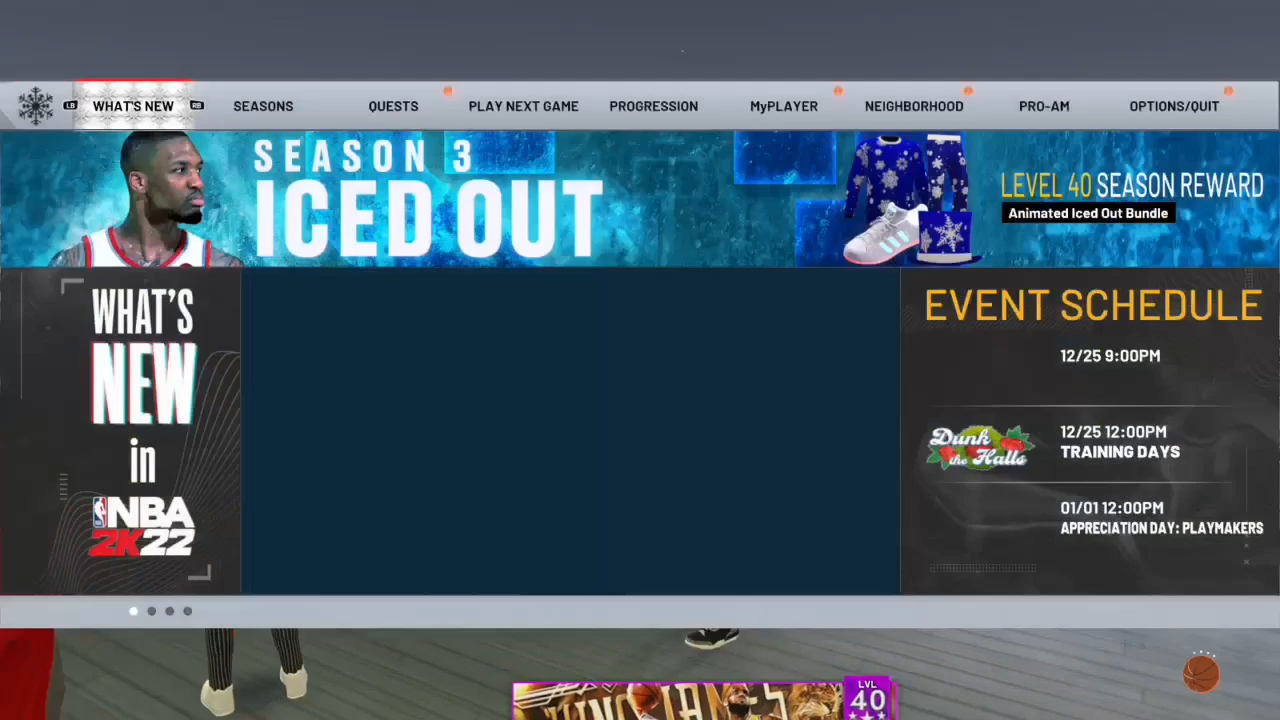 LB WHAT'S NEW RB SEASONS QUESTS PLAY NEXT GAME PROGRESSION MyPLAYER NEIGHBORHOOD PRO-AM OPTIONS/QUIT
SEASON 3
ICED OUT
LEVEL 40 SEASON REWARD
Animated Iced Out Bundle
WHAT'S
NEW
in
NBA
2K22
EVENT SCHEDULE
12/25 9:00PM
Dunk
the Halls
12/25 12:00PM
TRAINING DAYS
01/01 12:00PM
APPRECIATION DAY: PLAYMAKERS
LVL
40